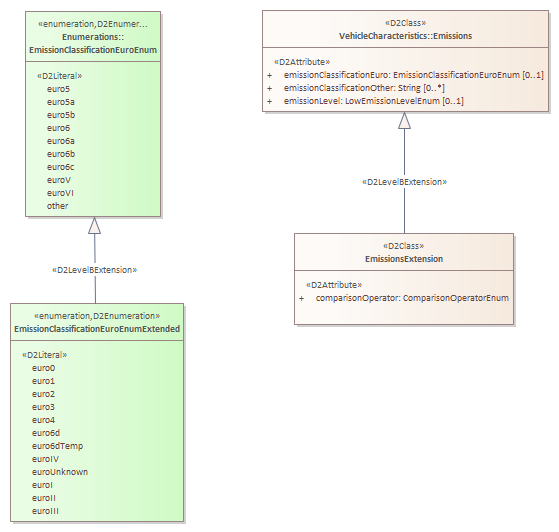 «enumeration,D2Enumer...
Enumerations::
EmissionClassificationEuroEnum
«D2Literal»
euro5
euro5a
euro5b
euro6
euro6a
euro6b
euro6c
euroV
euroVI
other
«D2LevelBExtension»
«enumeration,D2Enumeration»
EmissionClassificationEuroEnumExtended
«D2Literal»
euro0
euro1
euro2
euro3
euro4
euro6d
euro6dTemp
euroIV
euroUnknown
euroI
euroII
euroIII
«D2Class»
VehicleCharacteristics::Emissions
«D2Attribute»
+ emissionClassificationEuro: EmissionClassificationEuroEnum [0..1]
+ emissionClassificationOther: String [0..*]
+ emissionLevel: LowEmissionLevelEnum [0..1]
«D2LevelBExtension»
«D2Class»
EmissionsExtension
«D2Attribute»
+ comparisonOperator: ComparisonOperatorEnum